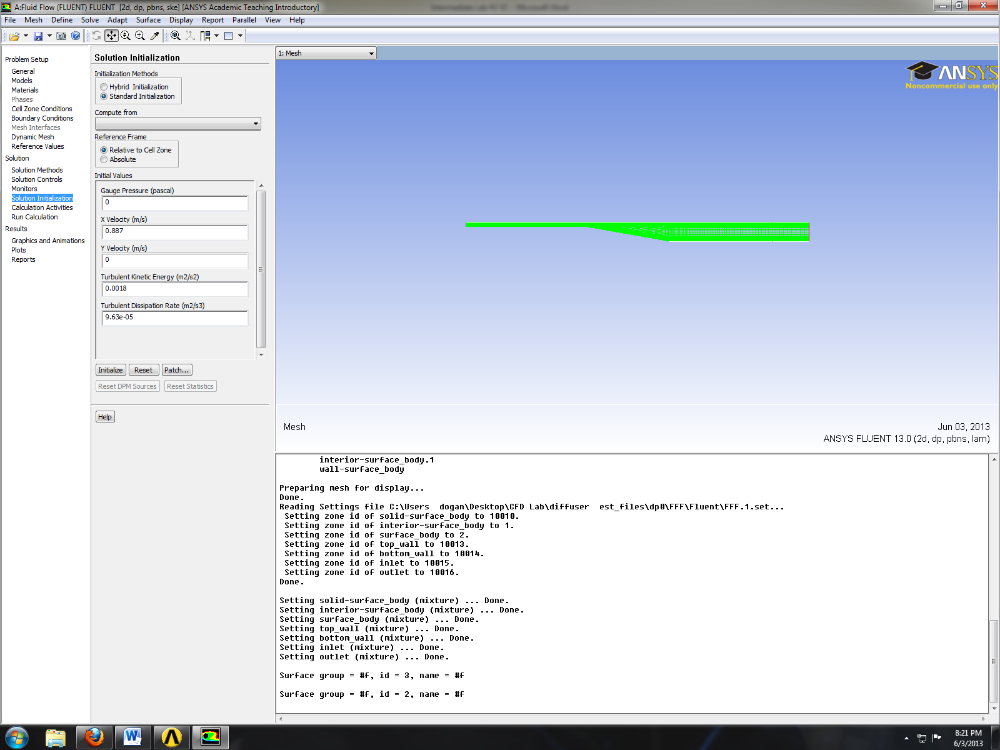 A:Fluid Flow (FLUENT) FLUENT [2d, dp, pbns, ske] [ANSYS Academic Teaching Introductory]
File Mesh Define Solve Adapt Surface Display Report Parallel View Help
Problem Setup
General
Models
Materials
Phases
Cell Zone Conditions
Boundary Conditions
Mesh Interfaces
Dynamic Mesh
Reference Values
Solution
Solution Methods
Solution Controls
Monitors
Solution Initialization
Calculation Activities
Run Calculation
Results
Graphics and Animations
Plots
Reports
Solution Initialization
Initialization Methods
Hybrid Initialization
Standard Initialization
Compute from
Reference Frame
Relative to Cell Zone
Absolute
Initial Values
Gauge Pressure (pascal)
0
X Velocity (m/s)
0.887
Y Velocity (m/s)
0
Turbulent Kinetic Energy (m2/s2)
0.0018
Turbulent Dissipation Rate (m2/s3)
9.63e-05
Initialize Reset Patch...
Reset DPM Sources Reset Statistics
Help
1: Mesh
ANSYS
Noncommercial use only
Mesh
Jun 03, 2013
ANSYS FLUENT 13.0 (2d, dp, pbns, lam)
interior-surface_body.1
wall-surface_body
Preparing mesh for display...
Done.
Reading Settings file C:\Users dogan\Desktop\CFD Lab\diffuser est_files\dp0\FFF\Fluent\FFF.1.set...
Setting zone id of solid-surface_body to 10010.
Setting zone id of interior-surface_body to 1.
Setting zone id of surface_body to 2.
Setting zone id of top_wall to 10013.
Setting zone id of bottom_wall to 10014.
Setting zone id of inlet to 10015.
Setting zone id of outlet to 10016.
Done.
Setting solid-surface_body (mixture) ... Done.
Setting interior-surface_body (mixture) ... Done.
Setting surface_body (mixture) ... Done.
Setting top_wall (mixture) ... Done.
Setting bottom_wall (mixture) ... Done.
Setting inlet (mixture) ... Done.
Setting outlet (mixture) ... Done.
Surface group = #f, id = 3, name = #f
Surface group = #f, id = 2, name = #f
8:21 PM
6/3/2013